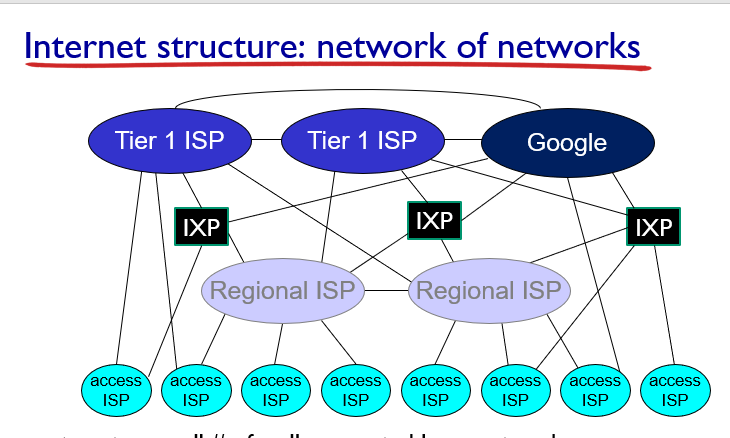 Internet structure: network of networks
Tier 1 ISP
Tier 1 ISP
Google
IXP
IXP
IXP
Regional ISP
Regional ISP
access
ISP
access
ISP
access
ISP
access
ISP
access
ISP
access
ISP
access
ISP
access
ISP